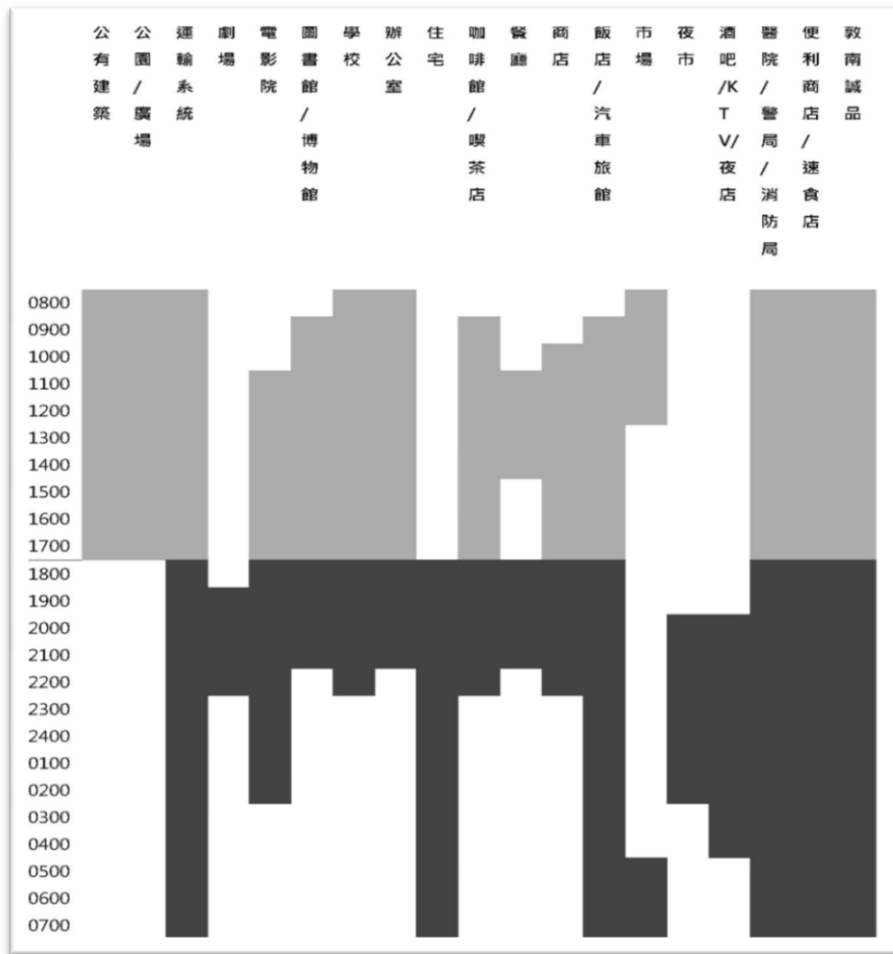 公有建築
公園/廣場
運輸系統
劇場
電影院
圖書館/博物館
學校
辦公室
住宅
咖啡館/喫茶店
餐廳
商店
飯店/汽車旅館
市場
夜市
酒吧/KTV/夜店
醫院/警局/消防局
便利商店/速食店
敦南誠品
0800
0900
1000
1100
1200
1300
1400
1500
1600
1700
1800
1900
2000
2100
2200
2300
2400
0100
0200
0300
0400
0500
0600
0700